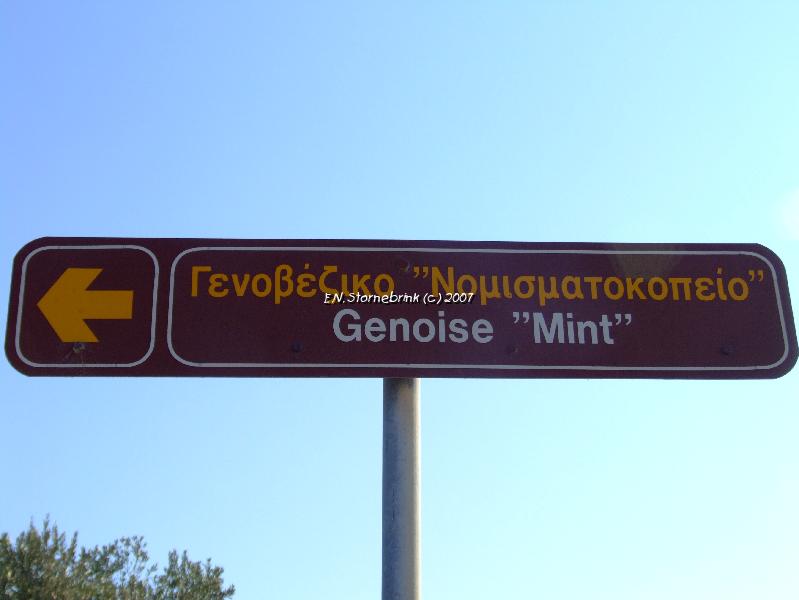 Γενοβέζικο "Νομισματοκοπείο"
E.N.Stornebrink (c) 2007
Genoise "Mint"